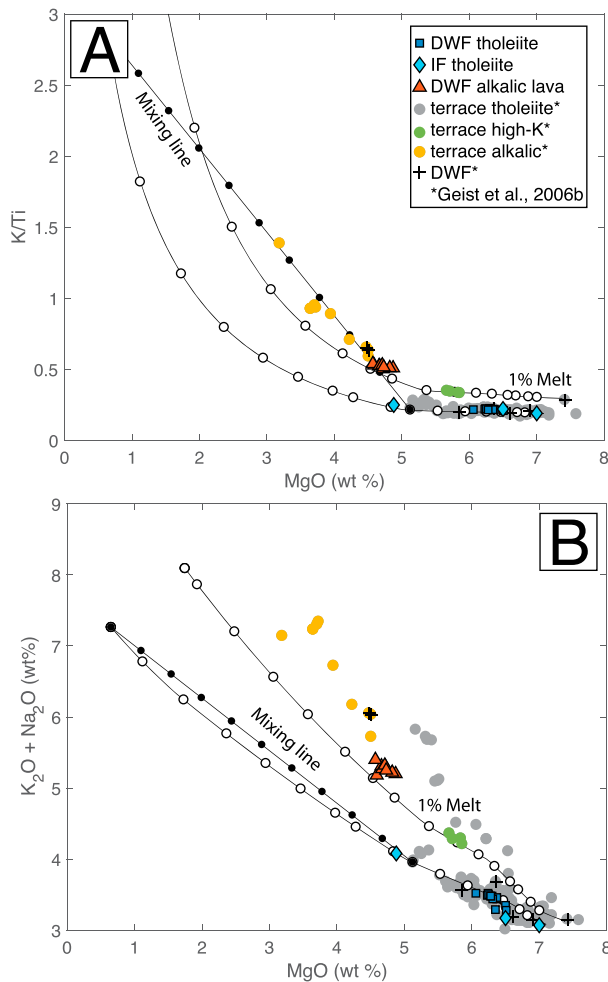 A
3
2.5
2
1.5
1
0.5
0
K/Ti
0 1 2 3 4 5 6 7 8
MgO (wt %)
Mixing line
1% Melt
DWF tholeiite
IF tholeiite
DWF alkalic lava
terrace tholeiite*
terrace high-K*
terrace alkalic*
DWF*
*Geist et al., 2006b
B
9
8
7
6
5
4
3
K₂O + Na₂O (wt%)
0 1 2 3 4 5 6 7 8
MgO (wt %)
Mixing line
1% Melt